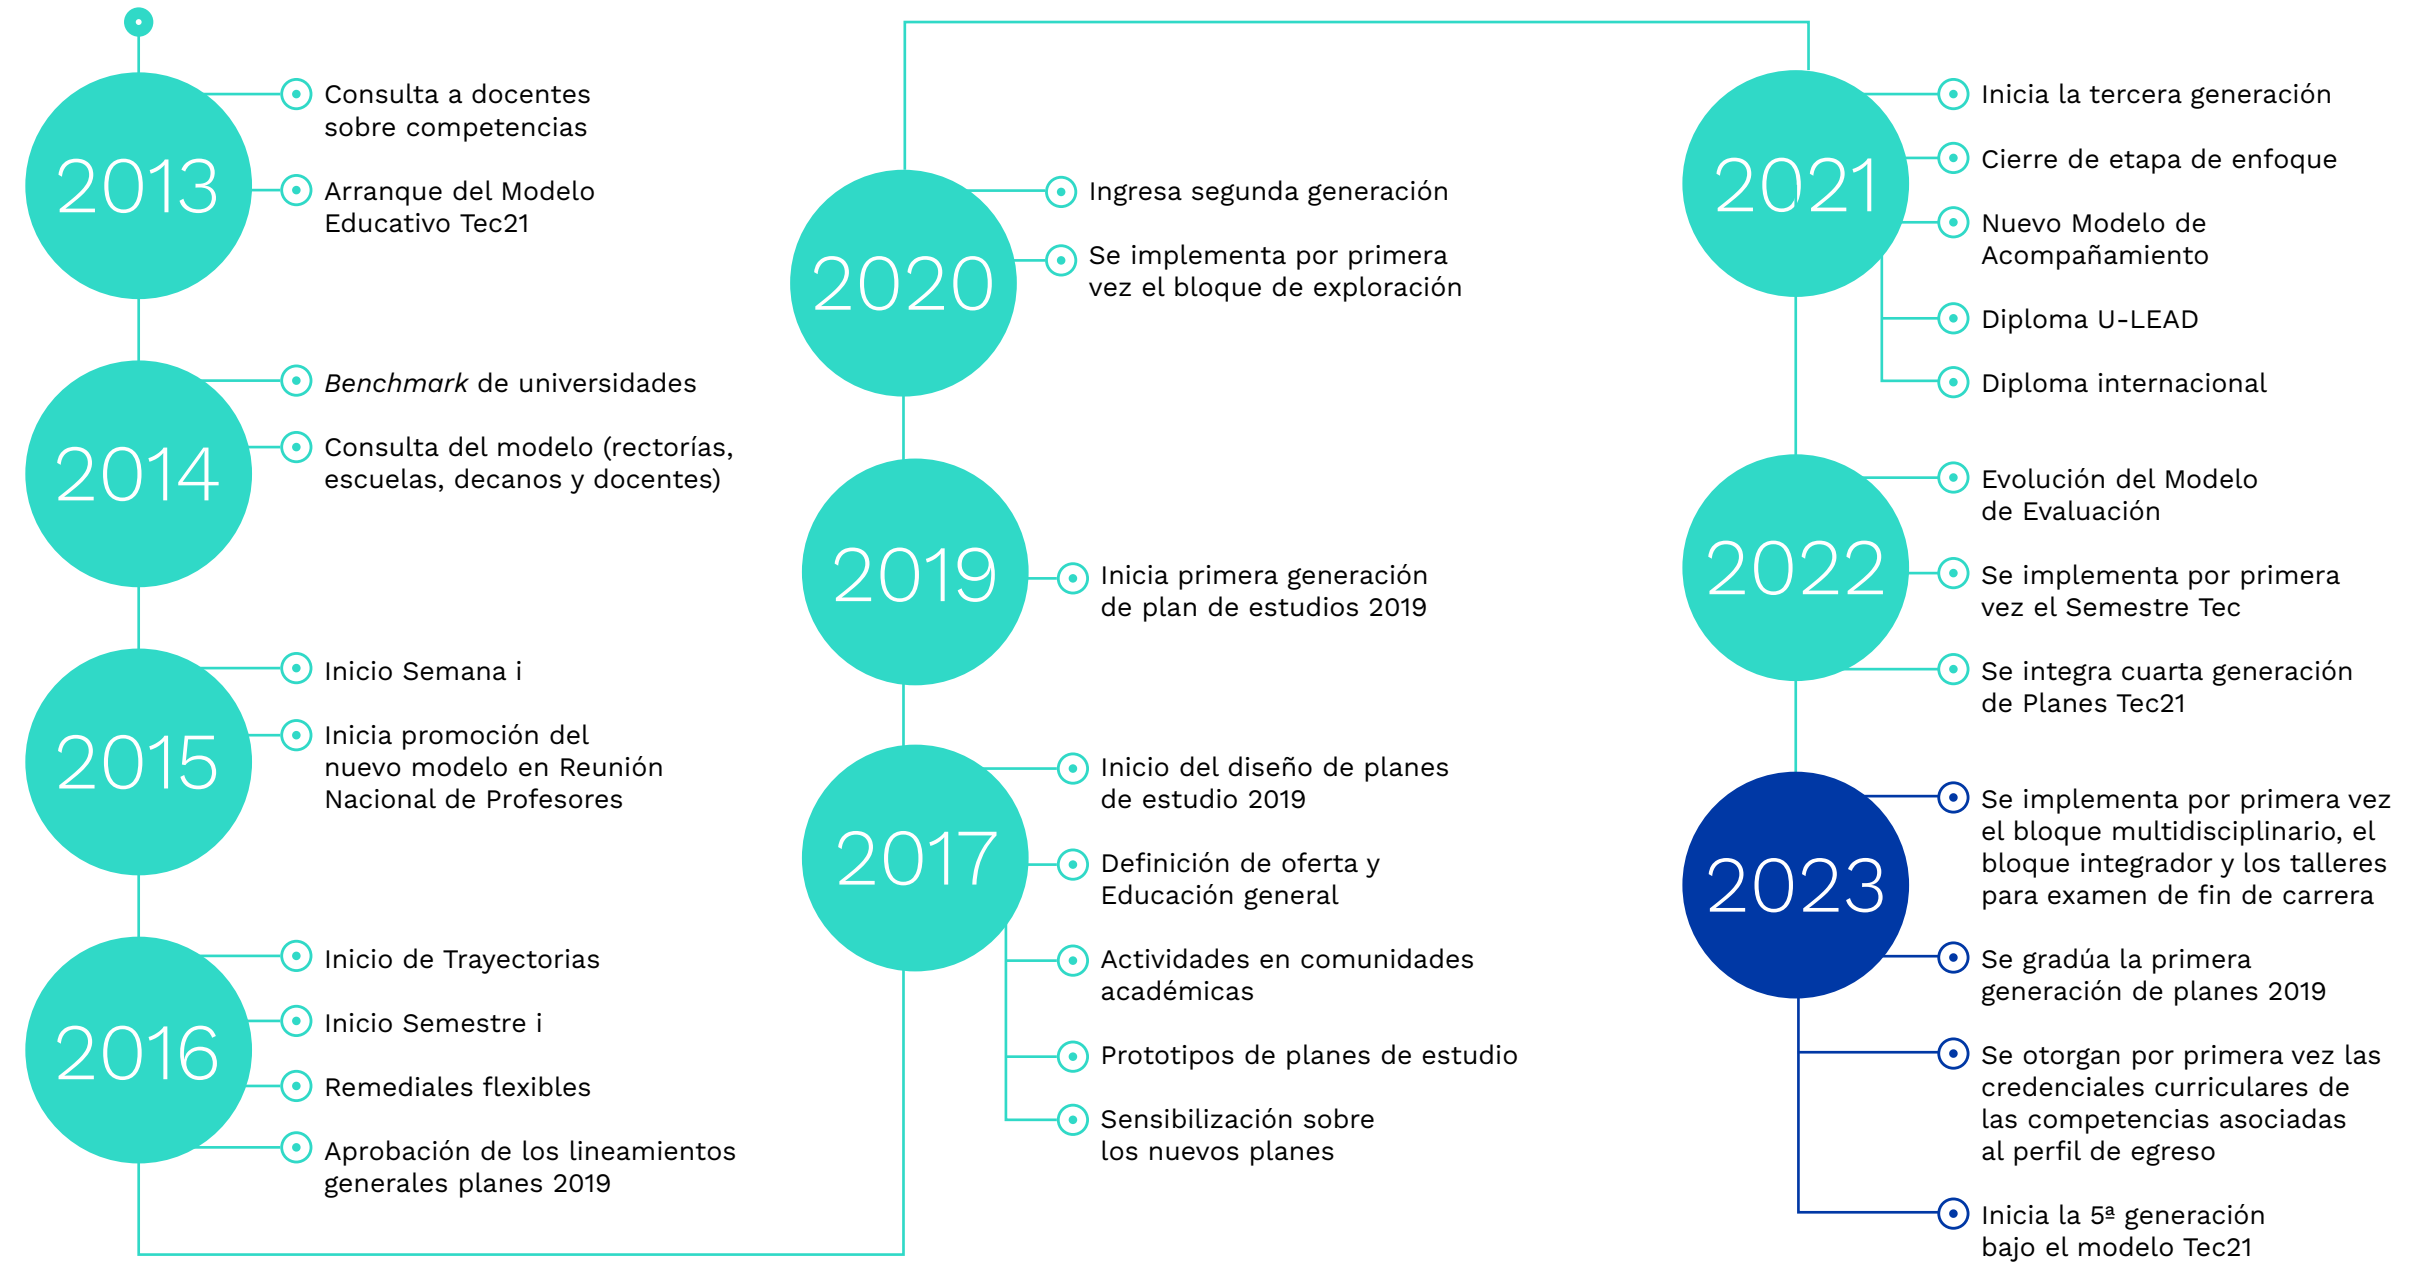 2013
Consulta a docentes
sobre competencias
Arranque del Modelo
Educativo Tec21
2014
Benchmark de universidades
Consulta del modelo (rectorías,
escuelas, decanos y docentes)
2015
Inicio Semana i
Inicia promoción del
nuevo modelo en Reunión
Nacional de Profesores
2016
Inicio de Trayectorias
Inicio Semestre i
Remediales flexibles
Aprobación de los lineamientos
generales planes 2019
2017
Inicio del diseño de planes
de estudio 2019
Definición de oferta y
Educación general
Actividades en comunidades
académicas
Prototipos de planes de estudio
Sensibilización sobre
los nuevos planes
2019
Inicia primera generación
de plan de estudios 2019
2020
Ingresa segunda generación
Se implementa por primera
vez el bloque de exploración
2021
Inicia la tercera generación
Cierre de etapa de enfoque
Nuevo Modelo de
Acompañamiento
Diploma U-LEAD
Diploma internacional
2022
Evolución del Modelo
de Evaluación
Se implementa por primera
vez el Semestre Tec
Se integra cuarta generación
de Planes Tec21
2023
Se implementa por primera vez
el bloque multidisciplinario, el
bloque integrador y los talleres
para examen de fin de carrera
Se gradúa la primera
generación de planes 2019
Se otorgan por primera vez las
credenciales curriculares de
las competencias asociadas
al perfil de egreso
Inicia la 5ª generación
bajo el modelo Tec21